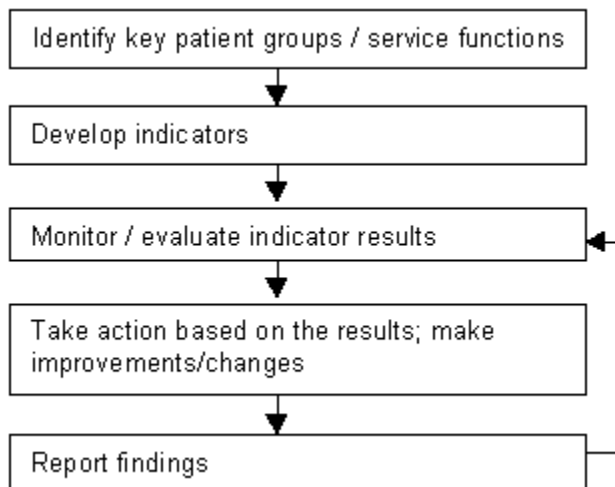 Identify key patient groups / service functions
Develop indicators
Monitor / evaluate indicator results
Take action based on the results; make
improvements/changes
Report findings